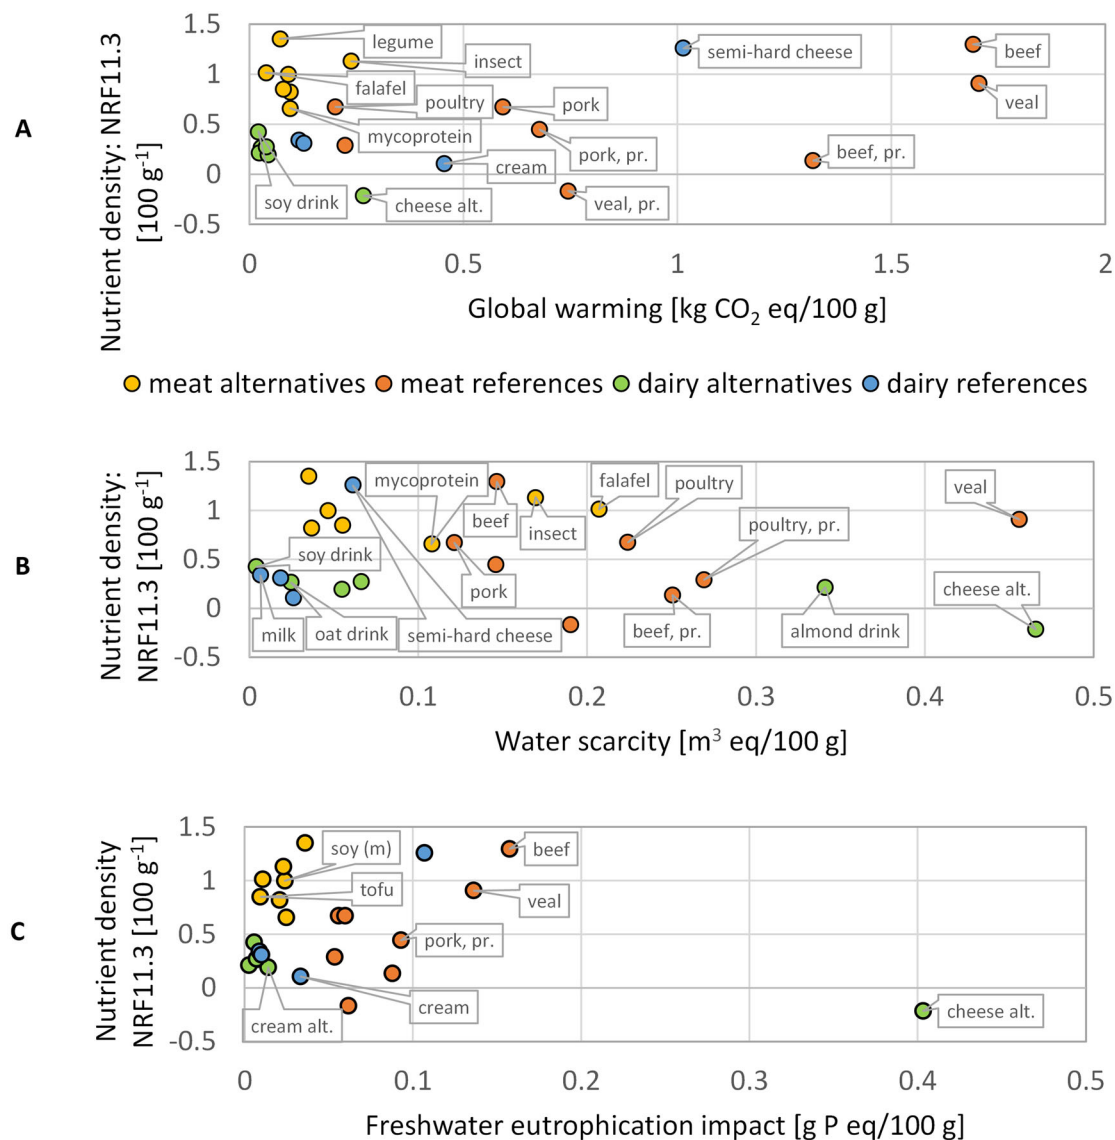 A
Nutrient density: NRF11.3
[100 g⁻¹]
1.5
1
0.5
0
-0.5
legume
insect
falafel
poultry
mycoprotein
soy drink
cheese alt.
cream
pork
pork, pr.
veal, pr.
semi-hard cheese
beef
veal
beef, pr.
0 0.5 1 1.5 2
Global warming [kg CO₂ eq/100 g]
meat alternatives meat references dairy alternatives dairy references
B
Nutrient density:
NRF11.3 [100 g⁻¹]
1.5
1
0.5
0
-0.5
mycoprotein
beef
insect
falafel
poultry
veal
soy drink
pork
poultry, pr.
cheese alt.
milk
oat drink
semi-hard cheese
beef, pr.
almond drink
0 0.1 0.2 0.3 0.4 0.5
Water scarcity [m³ eq/100 g]
C
Nutrient density
NRF11.3 [100 g⁻¹]
1.5
1
0.5
0
-0.5
soy (m)
tofu
beef
veal
pork, pr.
cream
cream alt.
cheese alt.
0 0.1 0.2 0.3 0.4 0.5
Freshwater eutrophication impact [g P eq/100 g]